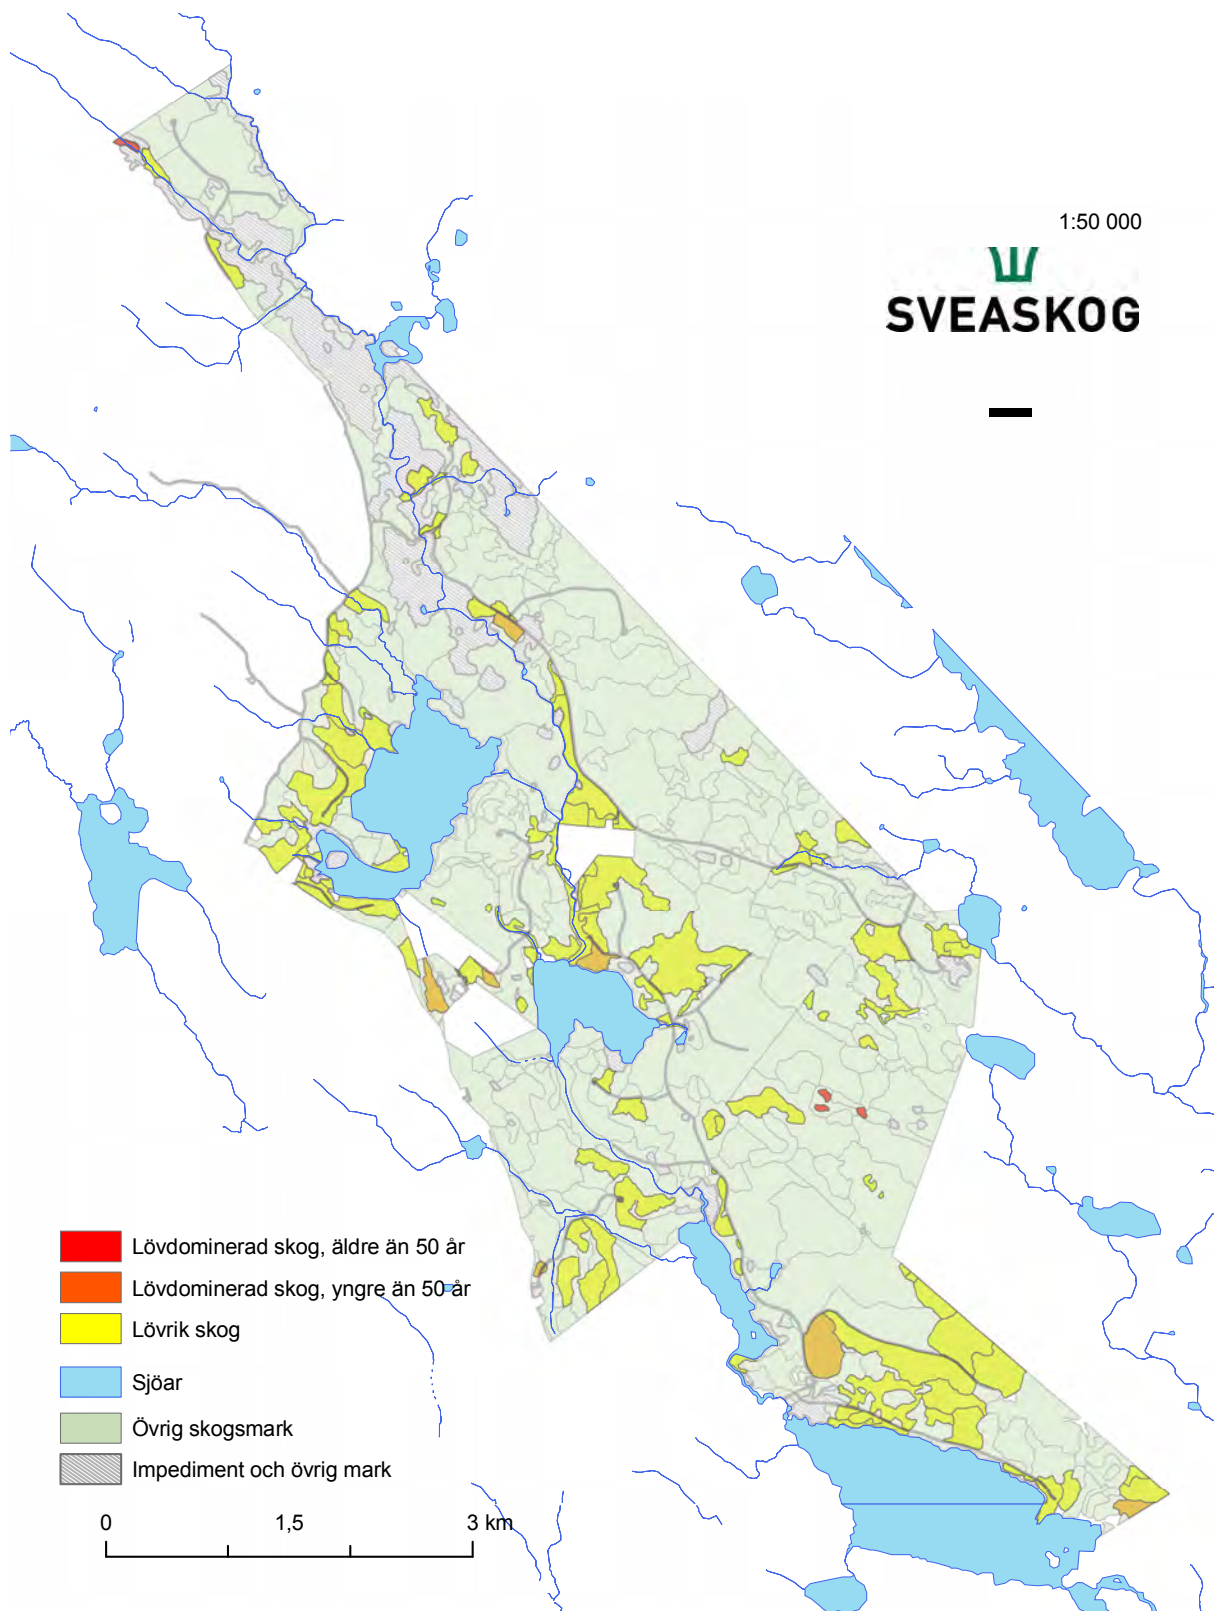 1:50 000
SVEASKOG
Lövdominerad skog, äldre än 50 år
Lövdominerad skog, yngre än 50 år
Lövrik skog
Sjöar
Övrig skogsmark
Impediment och övrig mark
0 1,5 3 km